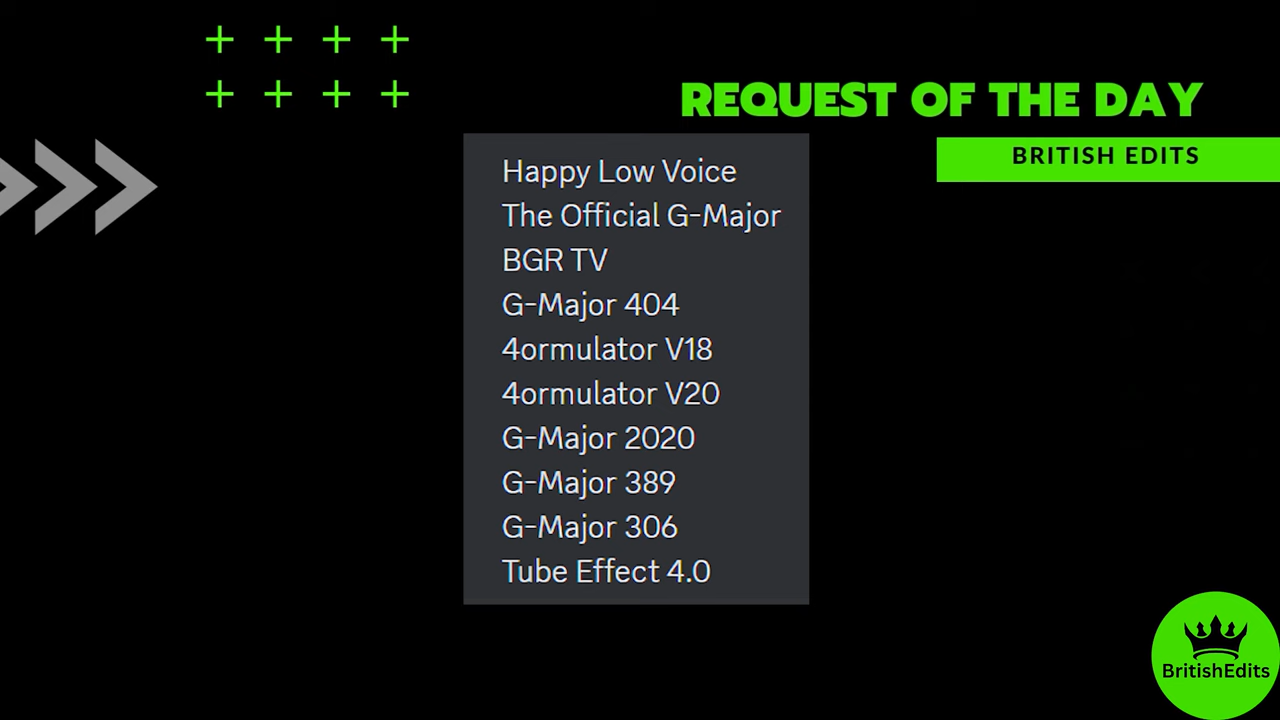 REQUEST OF THE DAY
BRITISH EDITS
Happy Low Voice
The Official G-Major
BGR TV
G-Major 404
4ormulator V18
4ormulator V20
G-Major 2020
G-Major 389
G-Major 306
Tube Effect 4.0
BritishEdits